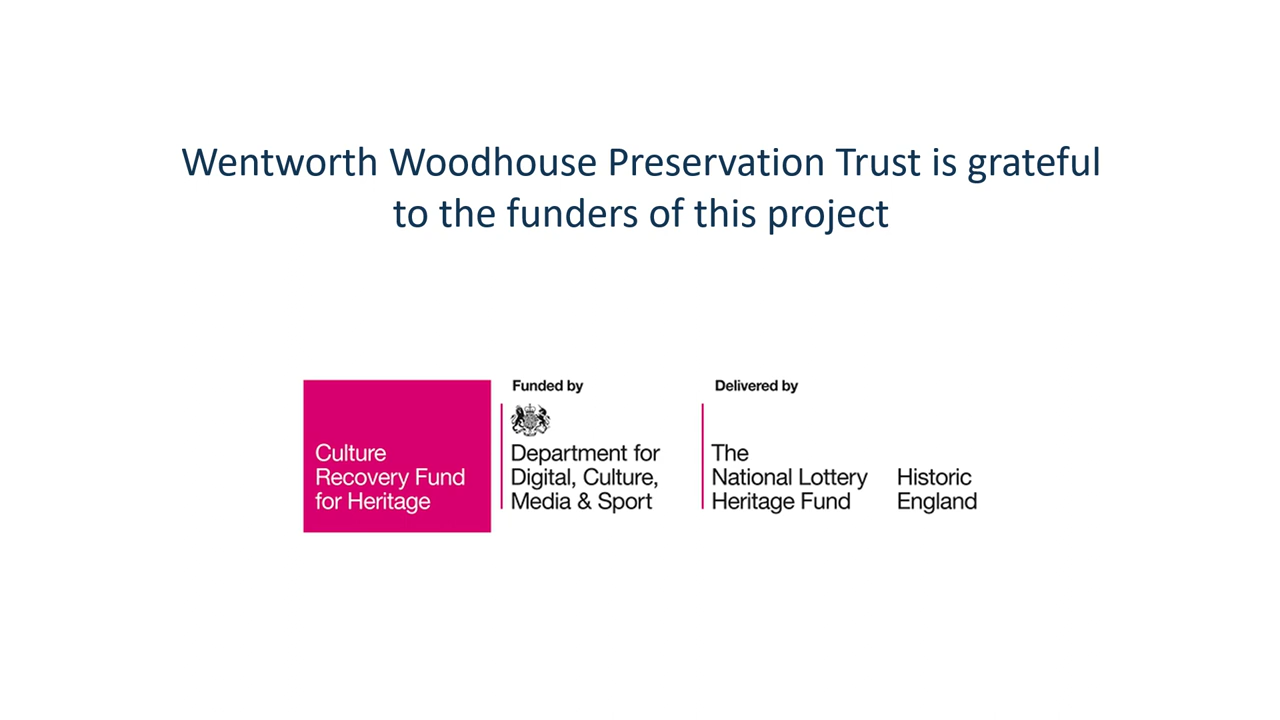 Wentworth Woodhouse Preservation Trust is grateful
to the funders of this project
Culture
Recovery Fund
for Heritage
Funded by
Department for
Digital, Culture,
Media & Sport
Delivered by
The
National Lottery
Heritage Fund
Historic
England